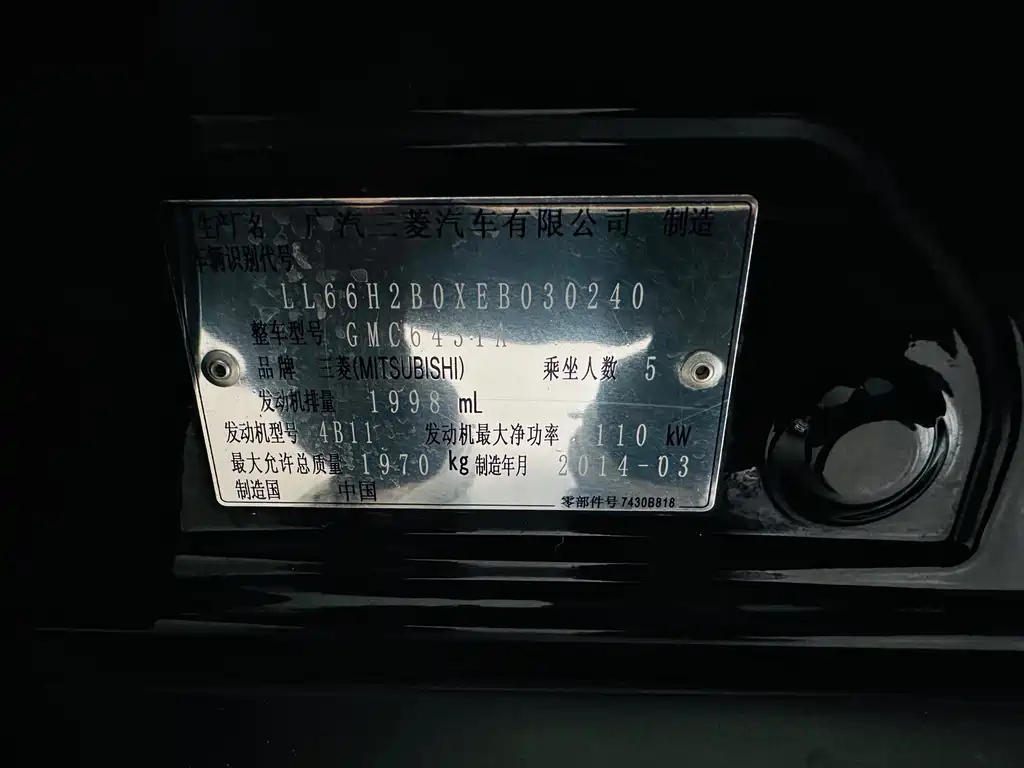 生产厂名 广汽三菱汽车有限公司 制造
车辆识别代号
LL66H2B0XEB030240
整车型号 GMC6431A
品牌 三菱(MITSUBISHI) 乘坐人数 5
发动机排量 1998 mL
发动机型号 4B11 发动机最大净功率 110 kW
最大允许总质量 1970 kg 制造年月 2014-03
制造国 中国
零部件号 7430B818